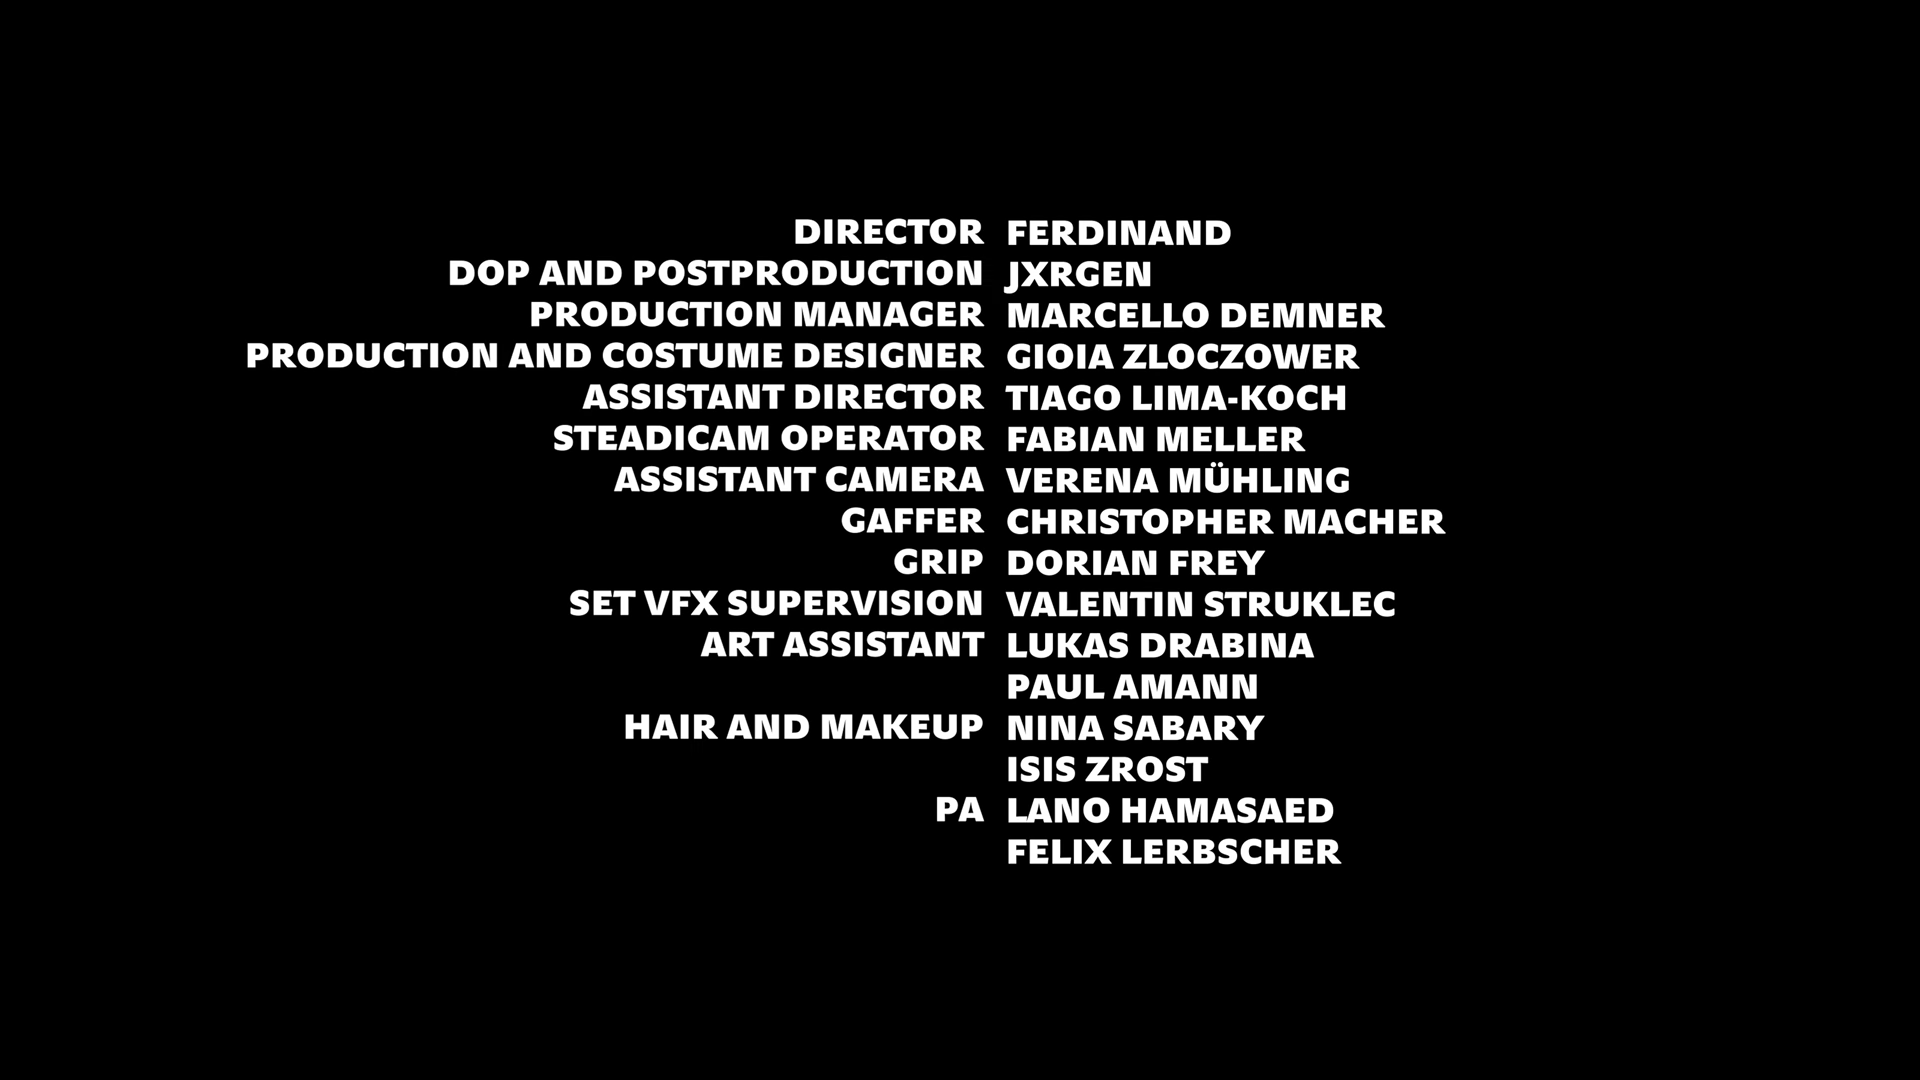 DIRECTOR FERDINAND
DOP AND POSTPRODUCTION JXRGEN
PRODUCTION MANAGER MARCELLO DEMNER
PRODUCTION AND COSTUME DESIGNER GIOIA ZLOCZOWER
ASSISTANT DIRECTOR TIAGO LIMA-KOCH
STEADICAM OPERATOR FABIAN MELLER
ASSISTANT CAMERA VERENA MÜHLING
GAFFER CHRISTOPHER MACHER
GRIP DORIAN FREY
SET VFX SUPERVISION VALENTIN STRUKLEC
ART ASSISTANT LUKAS DRABINA
PAUL AMANN
HAIR AND MAKEUP NINA SABARY
ISIS ZROST
PA LANO HAMASAED
FELIX LERBSCHER